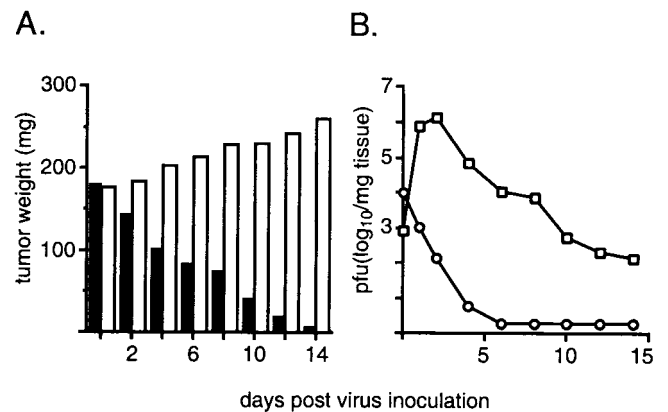 A.
B.
tumor weight (mg)
300
200
100
2
6
10
14
pfu(log10/mg tissue)
7
5
3
5
10
15
days post virus inoculation